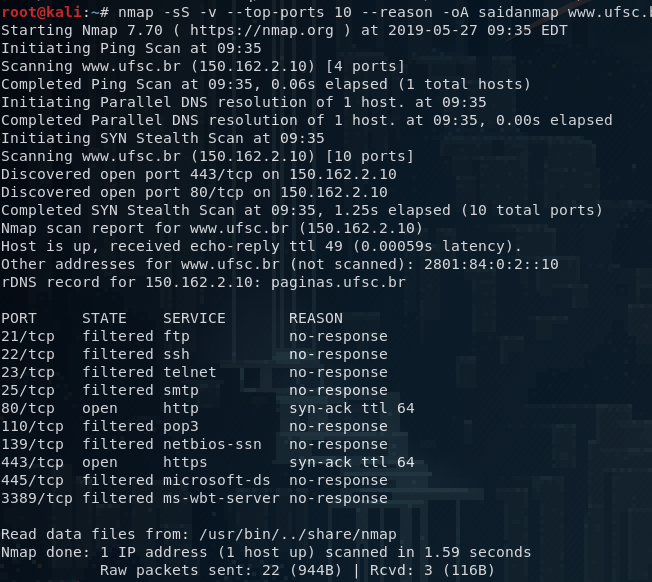 root@kali:~# nmap -sS -v --top-ports 10 --reason -oA saidanmap www.ufsc.b
Starting Nmap 7.70 ( https://nmap.org ) at 2019-05-27 09:35 EDT
Initiating Ping Scan at 09:35
Scanning www.ufsc.br (150.162.2.10) [4 ports]
Completed Ping Scan at 09:35, 0.06s elapsed (1 total hosts)
Initiating Parallel DNS resolution of 1 host. at 09:35
Completed Parallel DNS resolution of 1 host. at 09:35, 0.00s elapsed
Initiating SYN Stealth Scan at 09:35
Scanning www.ufsc.br (150.162.2.10) [10 ports]
Discovered open port 443/tcp on 150.162.2.10
Discovered open port 80/tcp on 150.162.2.10
Completed SYN Stealth Scan at 09:35, 1.25s elapsed (10 total ports)
Nmap scan report for www.ufsc.br (150.162.2.10)
Host is up, received echo-reply ttl 49 (0.00059s latency).
Other addresses for www.ufsc.br (not scanned): 2801:84:0:2::10
rDNS record for 150.162.2.10: paginas.ufsc.br
PORT     STATE    SERVICE       REASON
21/tcp   filtered ftp           no-response
22/tcp   filtered ssh           no-response
23/tcp   filtered telnet        no-response
25/tcp   filtered smtp          no-response
80/tcp   open     http          syn-ack ttl 64
110/tcp  filtered pop3          no-response
139/tcp  filtered netbios-ssn   no-response
443/tcp  open     https         syn-ack ttl 64
445/tcp  filtered microsoft-ds  no-response
3389/tcp filtered ms-wbt-server no-response
Read data files from: /usr/bin/../share/nmap
Nmap done: 1 IP address (1 host up) scanned in 1.59 seconds
Raw packets sent: 22 (944B) | Rcvd: 3 (116B)